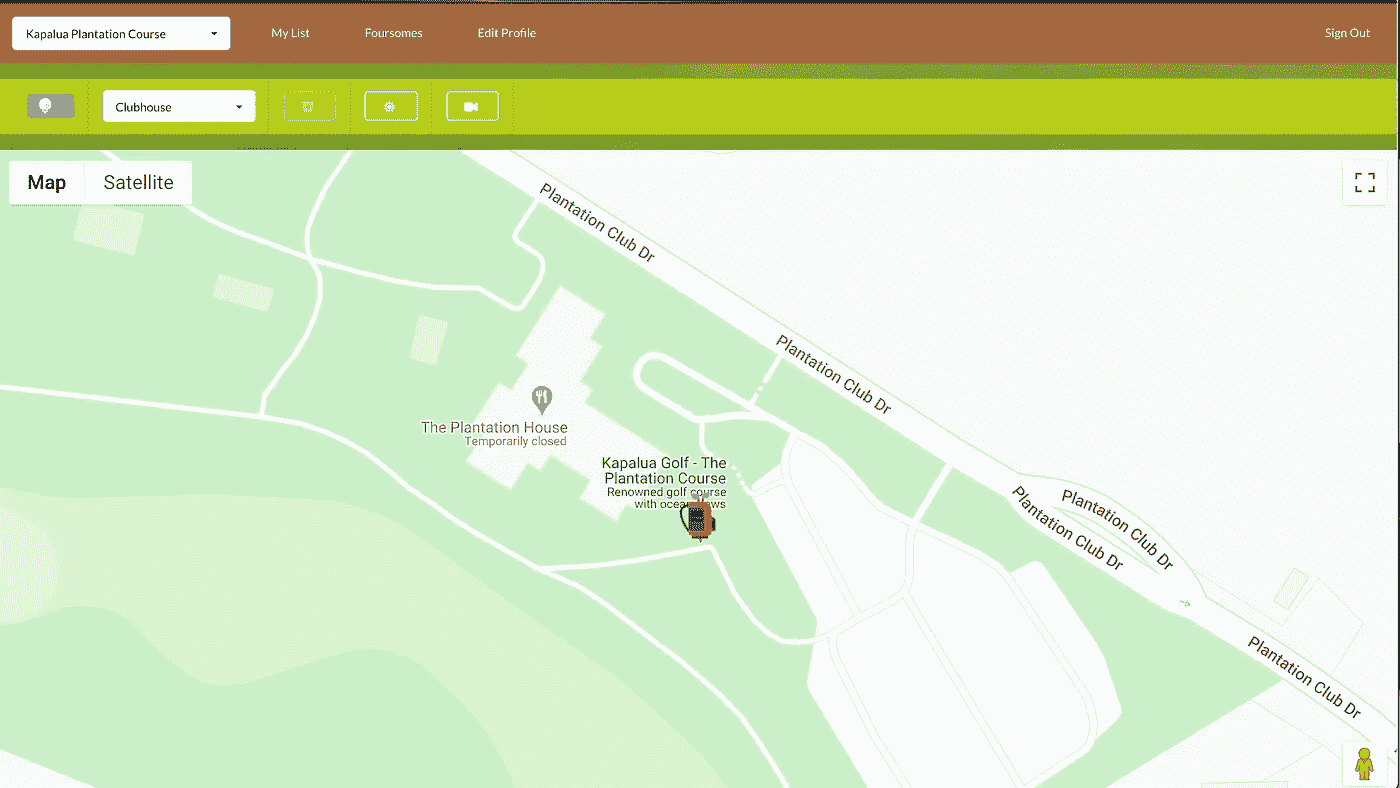 Kapalua Plantation Course
My List
Foursomes
Edit Profile
Sign Out
Clubhouse
Map
Satellite
Plantation Club Dr
Plantation Club Dr
The Plantation House
Temporarily closed
Kapalua Golf - The
Plantation Course
Renowned golf course
with ocean views
Plantation Club Dr
Plantation Club Dr
Plantation Club Dr